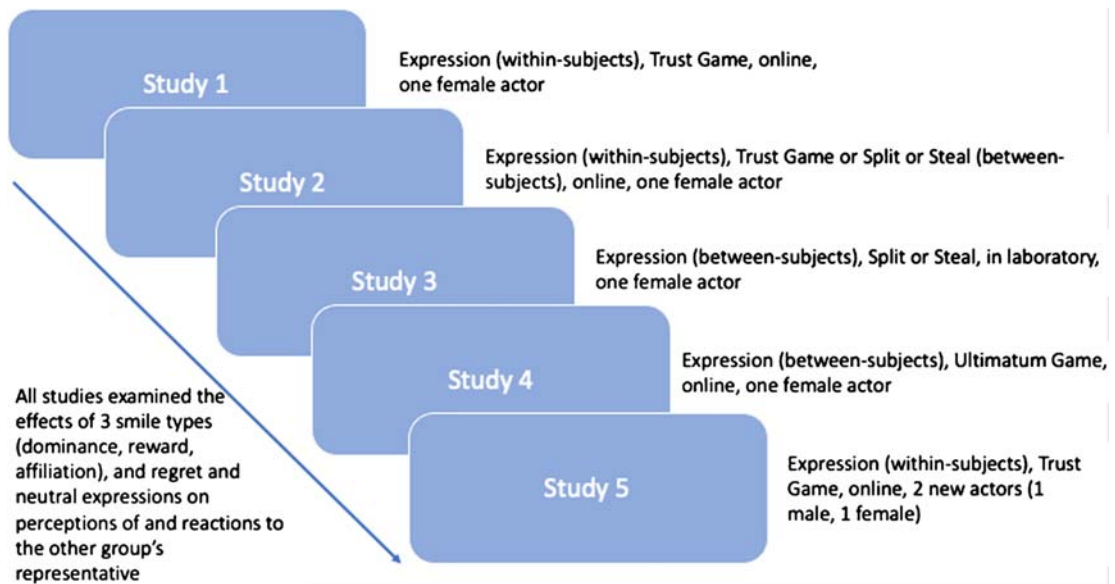 Study 1
Expression (within-subjects), Trust Game, online,
one female actor
Study 2
Expression (within-subjects), Trust Game or Split or Steal (between-
subjects), online, one female actor
Study 3
Expression (between-subjects), Split or Steal, in laboratory,
one female actor
Study 4
Expression (between-subjects), Ultimatum Game,
online, one female actor
Study 5
Expression (within-subjects), Trust
Game, online, 2 new actors (1
male, 1 female)
All studies examined the
effects of 3 smile types
(dominance, reward,
affiliation), and regret and
neutral expressions on
perceptions of and reactions to
the other group's
representative